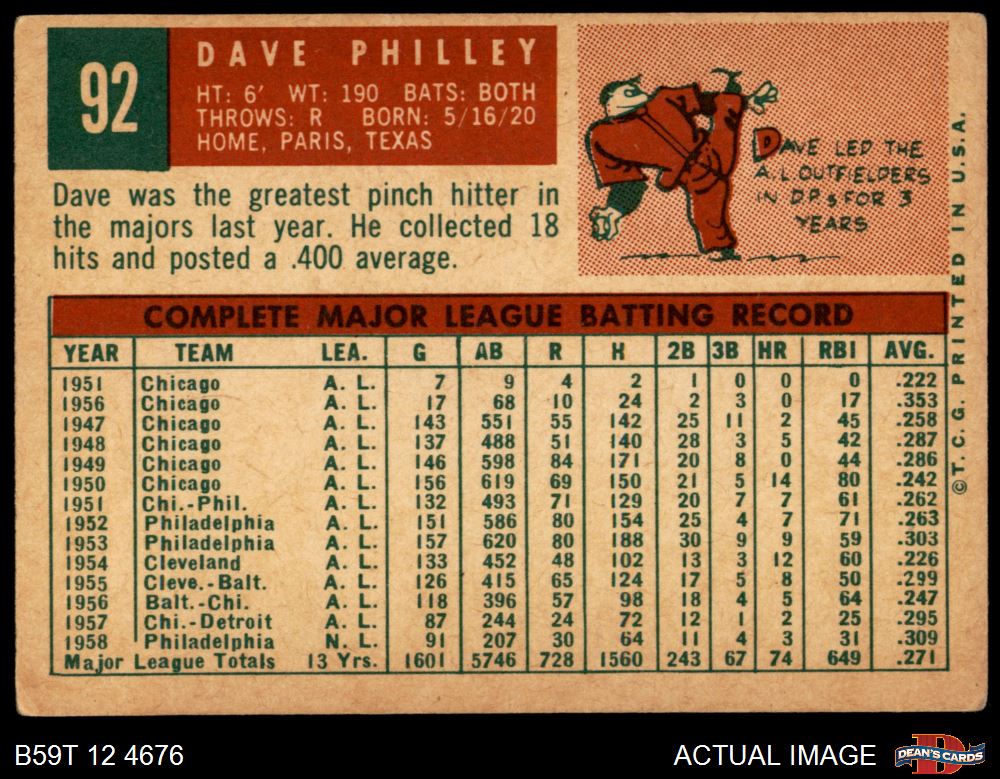 92
DAVE PHILLEY
HT: 6' WT: 190 BATS: BOTH
THROWS: R BORN: 5/16/20
HOME, PARIS, TEXAS
Dave was the greatest pinch hitter in
the majors last year. He collected 18
hits and posted a .400 average.
DAVE LED THE
A.L OUTFIELDERS
IN D.P.s FOR 3
YEARS
COMPLETE MAJOR LEAGUE BATTING RECORD
YEAR TEAM LEA. G AB R H 2B 3B HR RBI AVG.
1951 Chicago A. L. 7 9 4 2 1 0 0 0 .222
1956 Chicago A. L. 17 68 10 24 2 3 0 17 .353
1947 Chicago A. L. 143 551 55 142 25 11 2 45 .258
1948 Chicago A. L. 137 488 51 140 28 3 5 42 .287
1949 Chicago A. L. 146 598 84 171 20 8 0 44 .286
1950 Chicago A. L. 156 619 69 150 21 5 14 80 .242
1951 Chi.-Phil. A. L. 132 493 71 129 20 7 7 61 .262
1952 Philadelphia A. L. 151 586 80 154 25 4 7 71 .263
1953 Philadelphia A. L. 157 620 80 188 30 9 9 59 .303
1954 Cleveland A. L. 133 452 48 102 13 3 12 60 .226
1955 Cleve.-Balt. A. L. 126 415 65 124 17 5 8 50 .299
1956 Balt.-Chi. A. L. 118 396 57 98 18 4 5 64 .247
1957 Chi.-Detroit A. L. 87 244 24 72 12 1 2 25 .295
1958 Philadelphia N. L. 91 207 30 64 11 4 3 31 .309
Major League Totals 13 Yrs. 1601 5746 728 1560 243 67 74 649 .271
©T. C. G. PRINTED IN U.S.A.
B59T 12 4676
ACTUAL IMAGE
DEAN'S CARDS